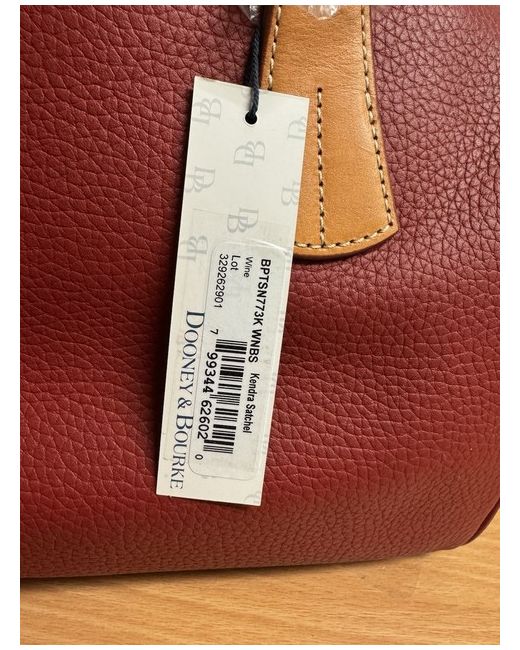 BPTSN773K WNBS Kendra Satchel
Wine
Lot
329262901
7 99344 62602 0
DOONEY & BOURKE